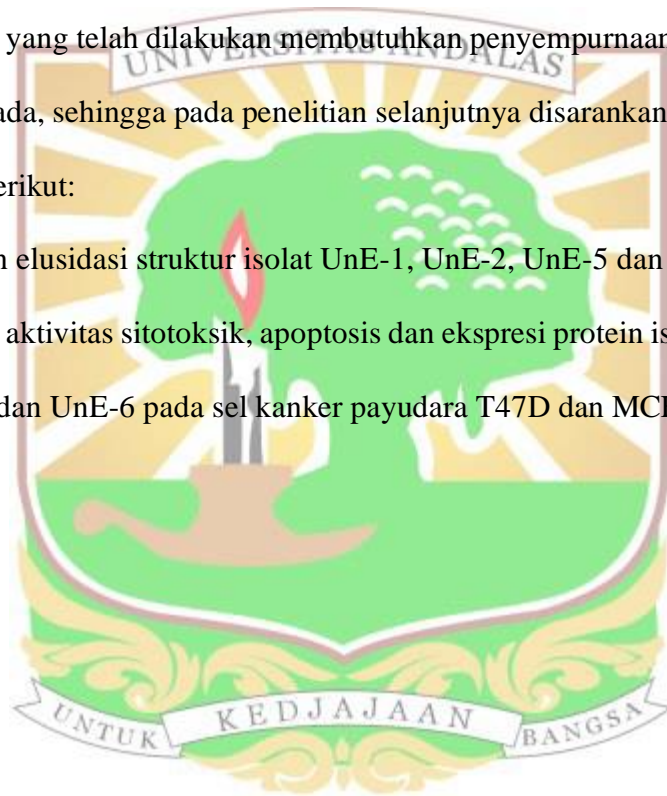 yang telah dilakukan membutuhkan penyempurnaan
UNIVERSITAS ANDALAS
ada, sehingga pada penelitian selanjutnya disarankan
erikut:
n elusidasi struktur isolat UnE-1, UnE-2, UnE-5 dan
aktivitas sitotoksik, apoptosis dan ekspresi protein is
dan UnE-6 pada sel kanker payudara T47D dan MC
UNTUK KEDJAJAAN BANGSA